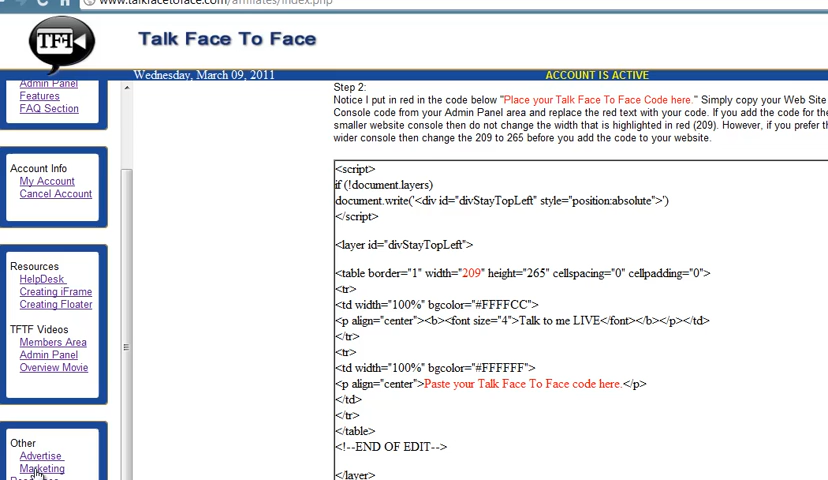 www.talkfacetoface.com/affiliates/index.php
TFF
Talk Face To Face
Wednesday, March 09, 2011
ACCOUNT IS ACTIVE
Admin Panel
Features
FAQ Section
Account Info
My Account
Cancel Account
Resources
HelpDesk
Creating iFrame
Creating Floater
TFTF Videos
Members Area
Admin Panel
Overview Movie
Other
Advertise
Marketing
Step 2:
Notice I put in red in the code below "Place your Talk Face To Face Code here." Simply copy your Web Site
Console code from your Admin Panel area and replace the red text with your code. If you add the code for the
smaller website console then do not change the width that is highlighted in red (209). However, if you prefer the
wider console then change the 209 to 265 before you add the code to your website.
<script>
if (!document.layers)
document.write('<div id="divStayTopLeft" style="position:absolute">')
</script>
<layer id="divStayTopLeft">
<table border="1" width="209" height="265" cellspacing="0" cellpadding="0">
<tr>
<td width="100%" bgcolor="#FFFFCC">
<p align="center"><b><font size="4">Talk to me LIVE</font></b></p></td>
</tr>
<tr>
<td width="100%" bgcolor="#FFFFFF">
<p align="center">Paste your Talk Face To Face code here.</p>
</td>
</tr>
</table>
<!--END OF EDIT-->
</layer>